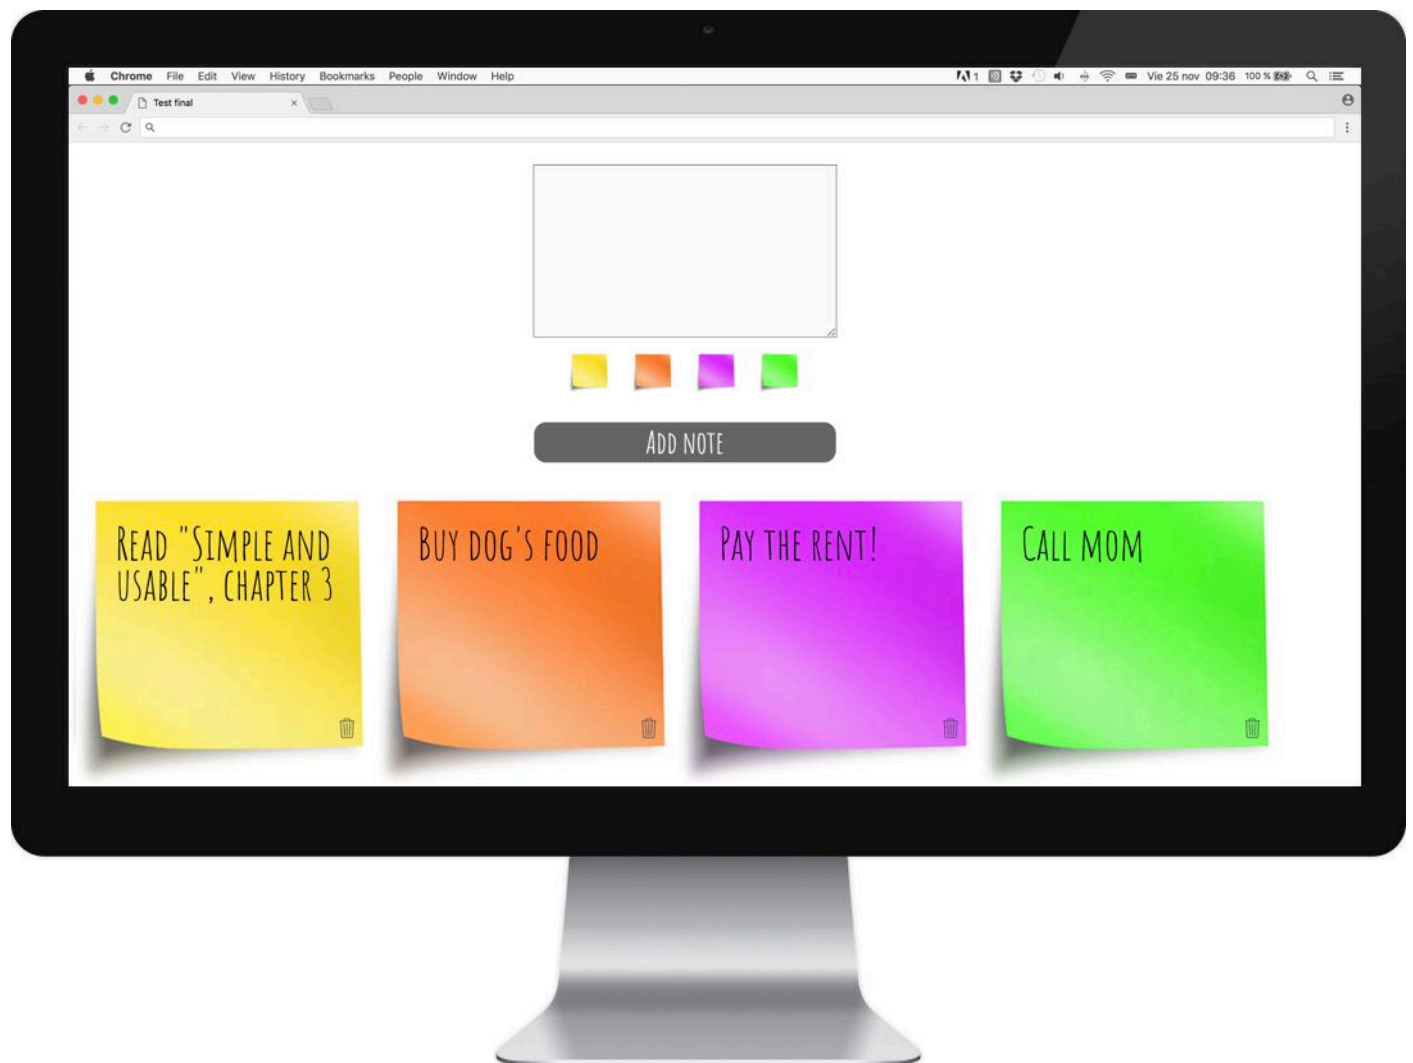 Chrome File Edit View History Bookmarks People Window Help
1 Vie 25 nov 09:36 100 %
Test final
Add note
Read "Simple and
usable", chapter 3
Buy dog's food
Pay the rent!
Call mom